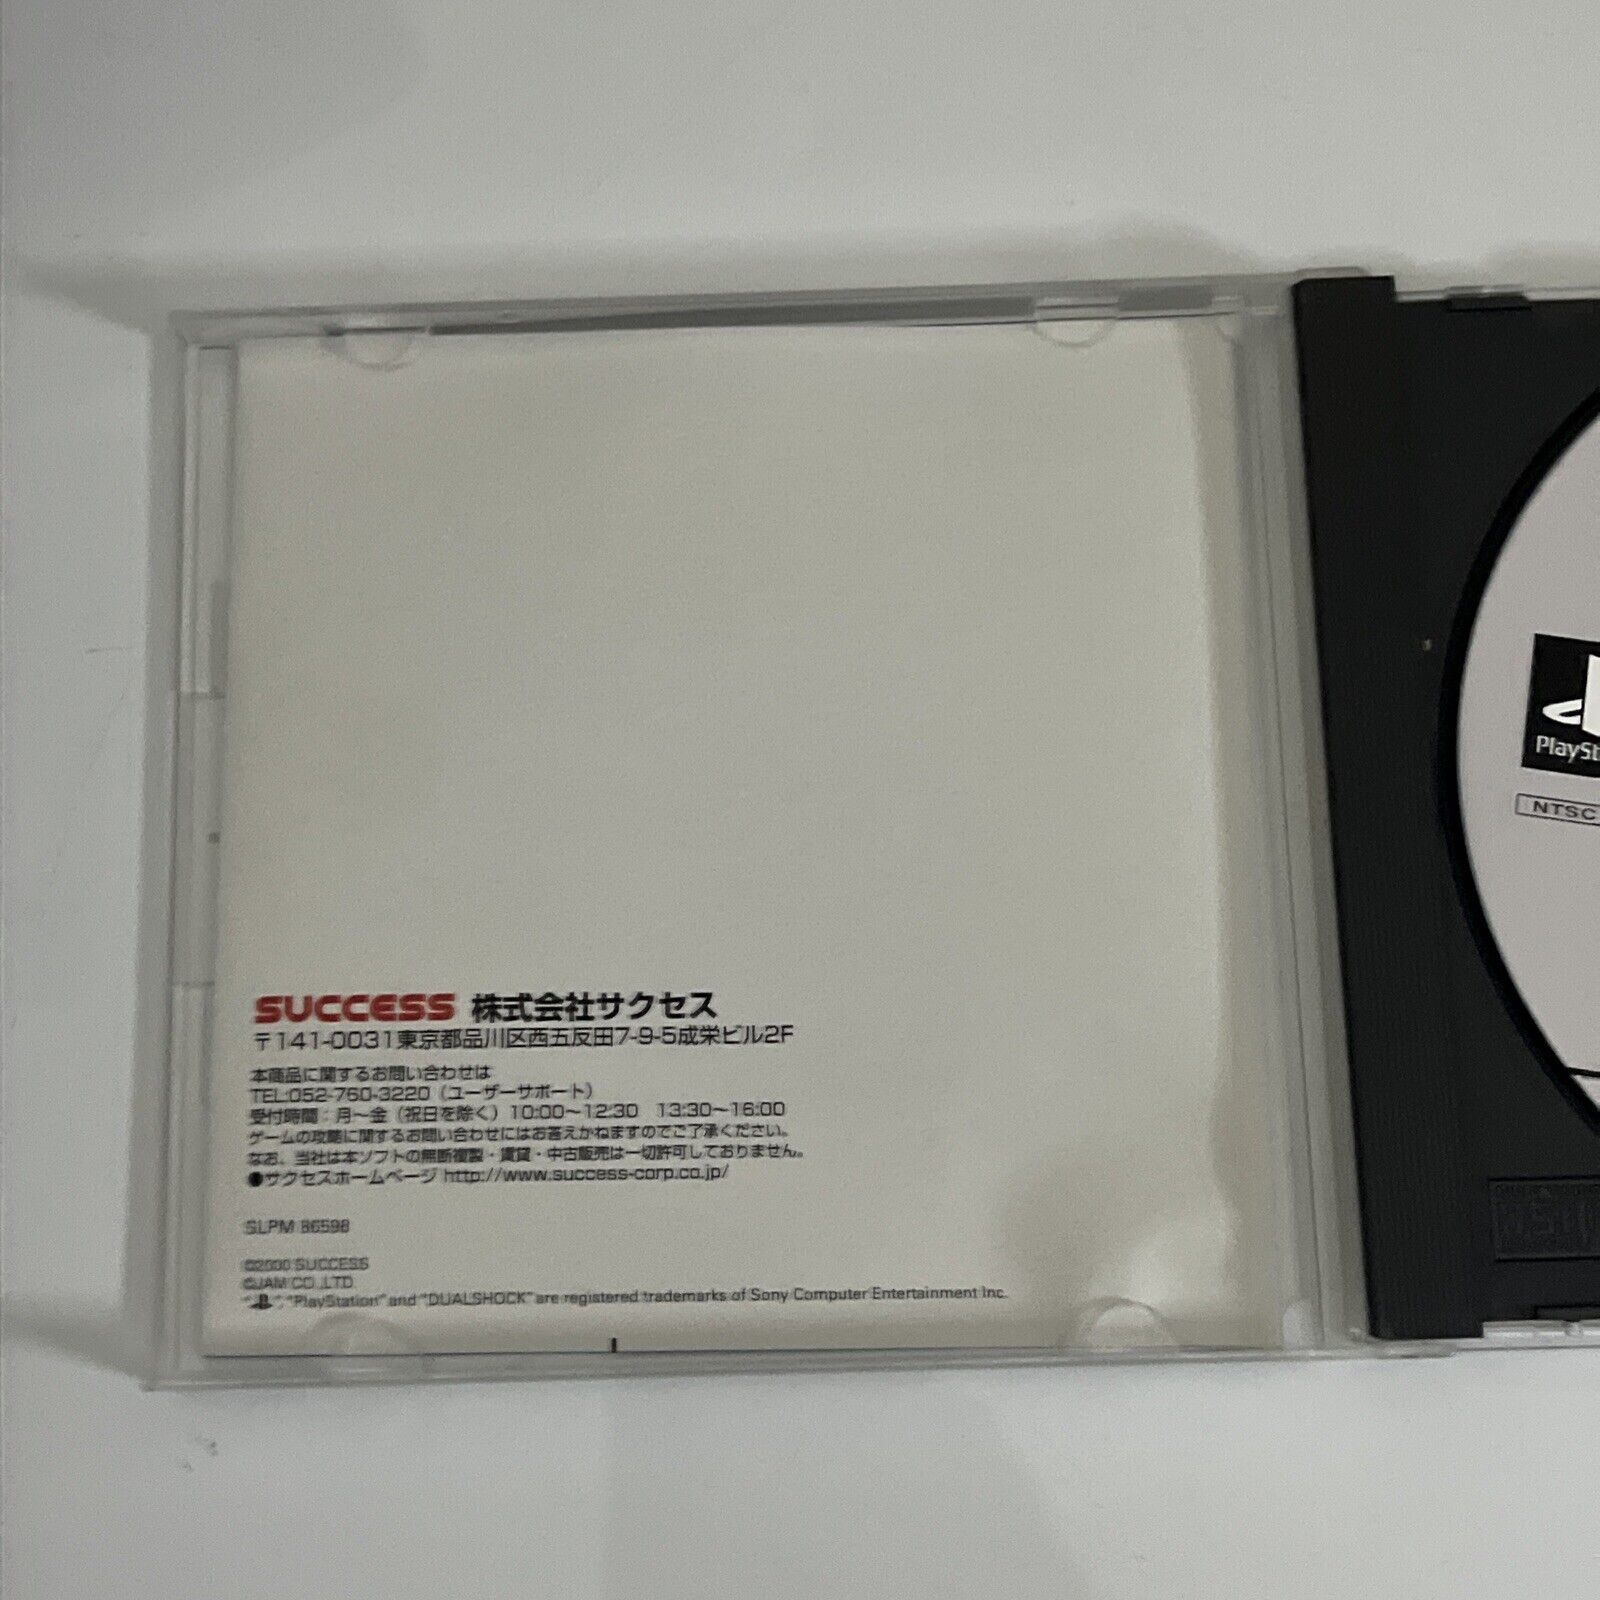 SUCCESS 株式会社サクセス
〒141-0031東京都品川区西五反田7-9-5成栄ビル2F
本商品に関するお問い合わせは
TEL:052-760-3220（ユーザーサポート）
受付時間：月〜金（祝日を除く）10:00〜12:30 13:30〜16:00
ゲームの攻略に関するお問い合わせにはお答えかねますのでご了承ください。
なお、当社は本ソフトの無断複製・賃貸・中古販売は一切許可しておりません。
●サクセスホームページ http://www.success-corp.co.jp/
SLPM 86598
©2000 SUCCESS
©JAM CO.,LTD
"", "PlayStation" and "DUALSHOCK" are registered trademarks of Sony Computer Entertainment Inc.
PlaySt
NTSC